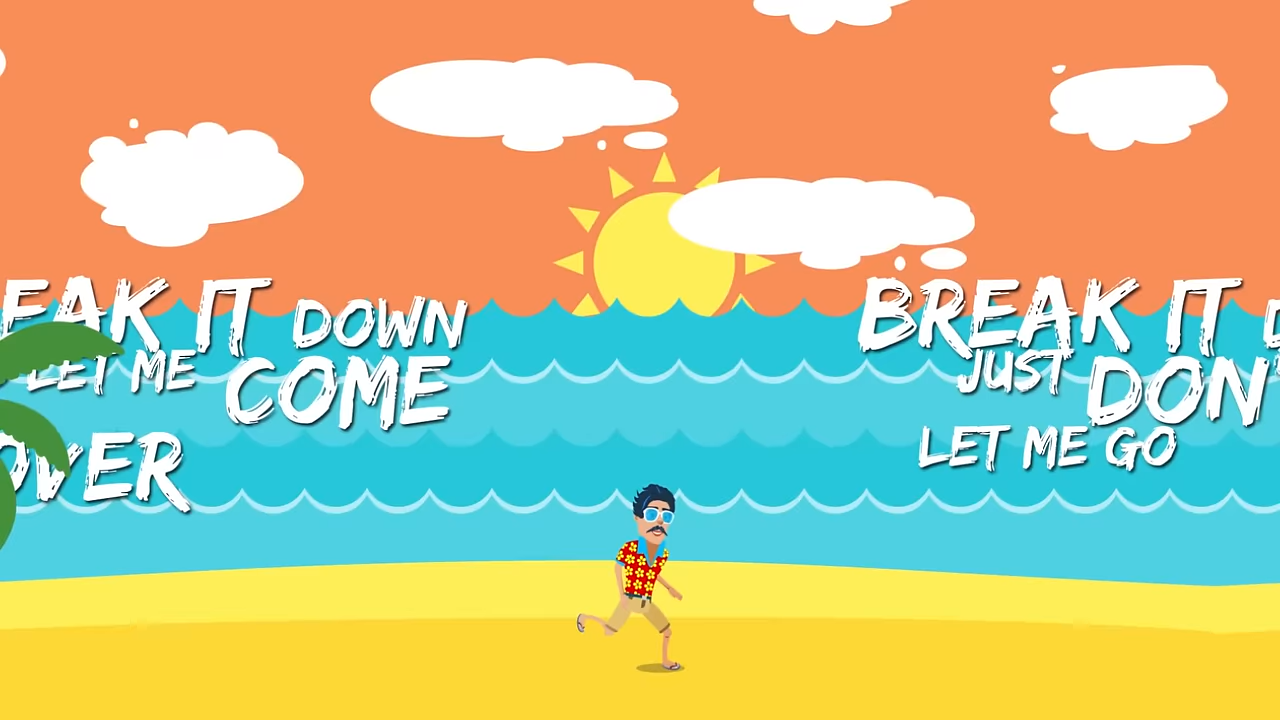 EAK IT DOWN
LET ME COME
OVER
BREAK IT D
JUST DON'
LET ME GO